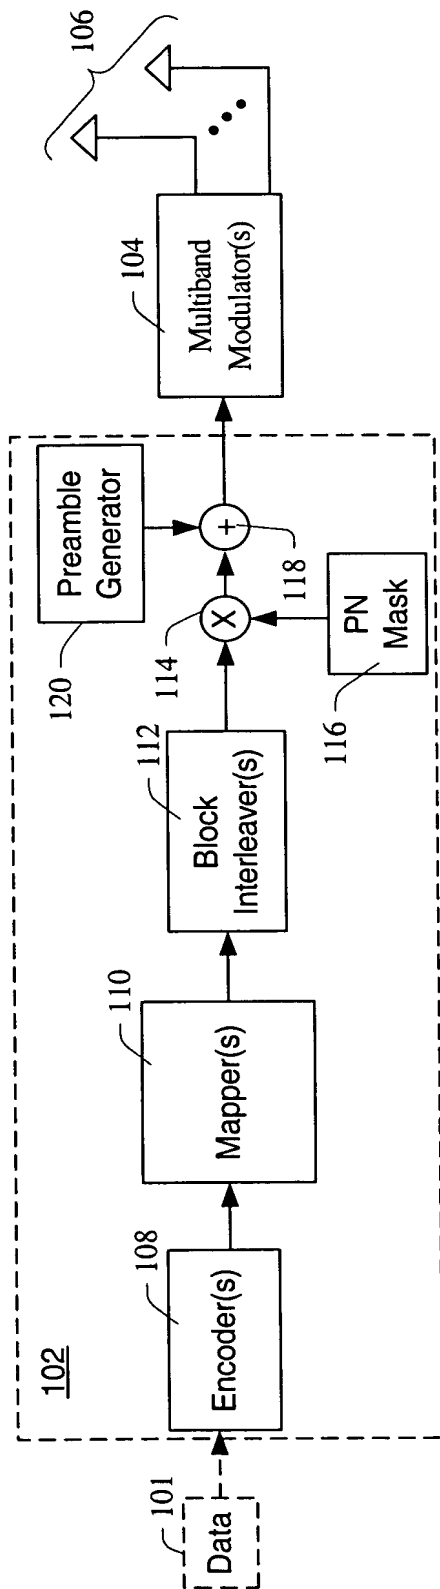 101
Data
102
108
Encoder(s)
110
Mapper(s)
112
Block
Interleaver(s)
114
X
PN
Mask
116
120
Preamble
Generator
+
118
104
Multiband
Modulator(s)
106